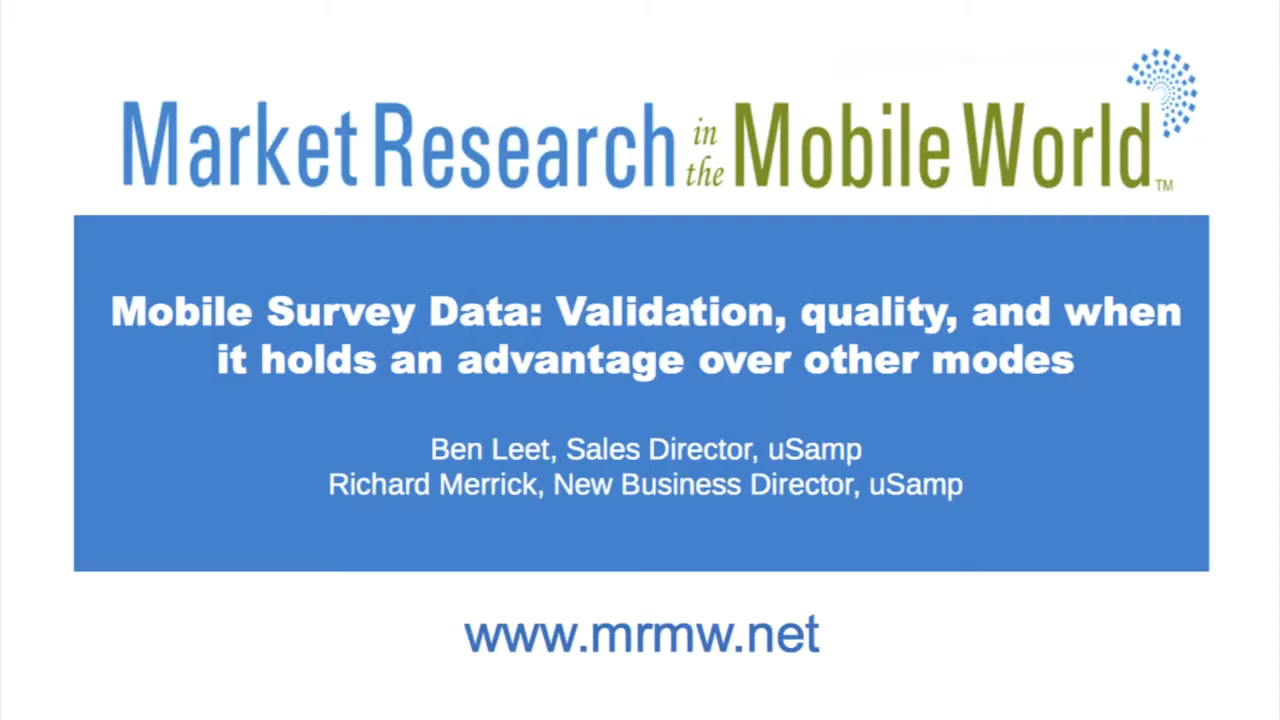 Market Research in the Mobile World™
Mobile Survey Data: Validation, quality, and when
it holds an advantage over other modes
Ben Leet, Sales Director, uSamp
Richard Merrick, New Business Director, uSamp
www.mrmw.net